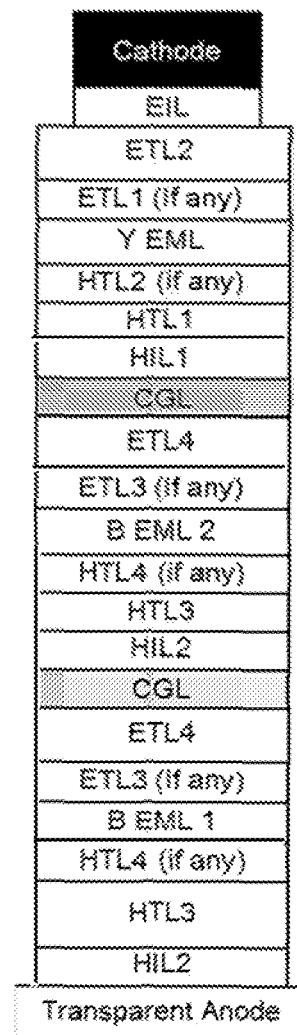 Cathode
EIL
ETL2
ETL1 (if any)
Y EML
HTL2 (if any)
HTL1
HIL1
CGL
ETL4
ETL3 (if any)
B EML 2
HTL4 (if any)
HTL3
HIL2
CGL
ETL4
ETL3 (if any)
B EML 1
HTL4 (if any)
HTL3
HIL2
Transparent Anode